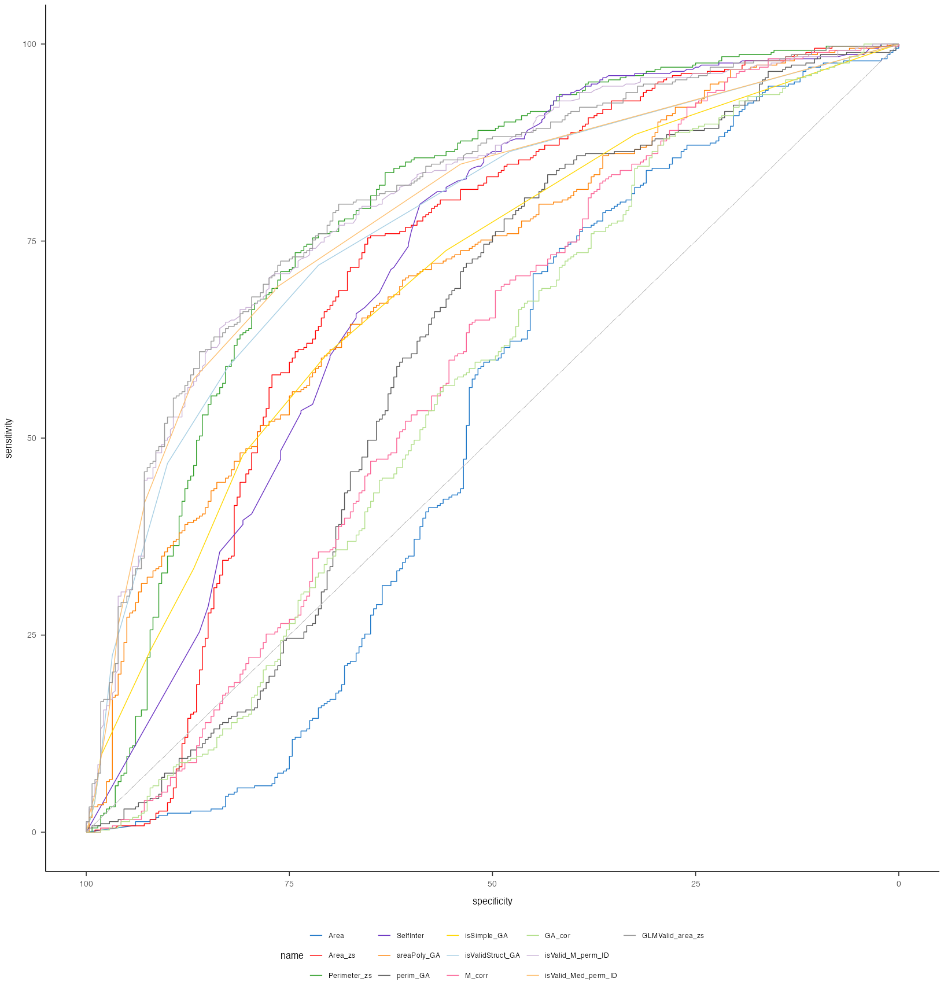 100
75
50
25
0
sensitivity
100 75 50 25 0
specificity
Area SelfInter isSimple_GA GA_cor GLMValid_area_zs
name Area_zs areaPoly_GA isValidStruct_GA isValid_M_perm_ID
Perimeter_zs perim_GA M_corr isValid_Med_perm_ID